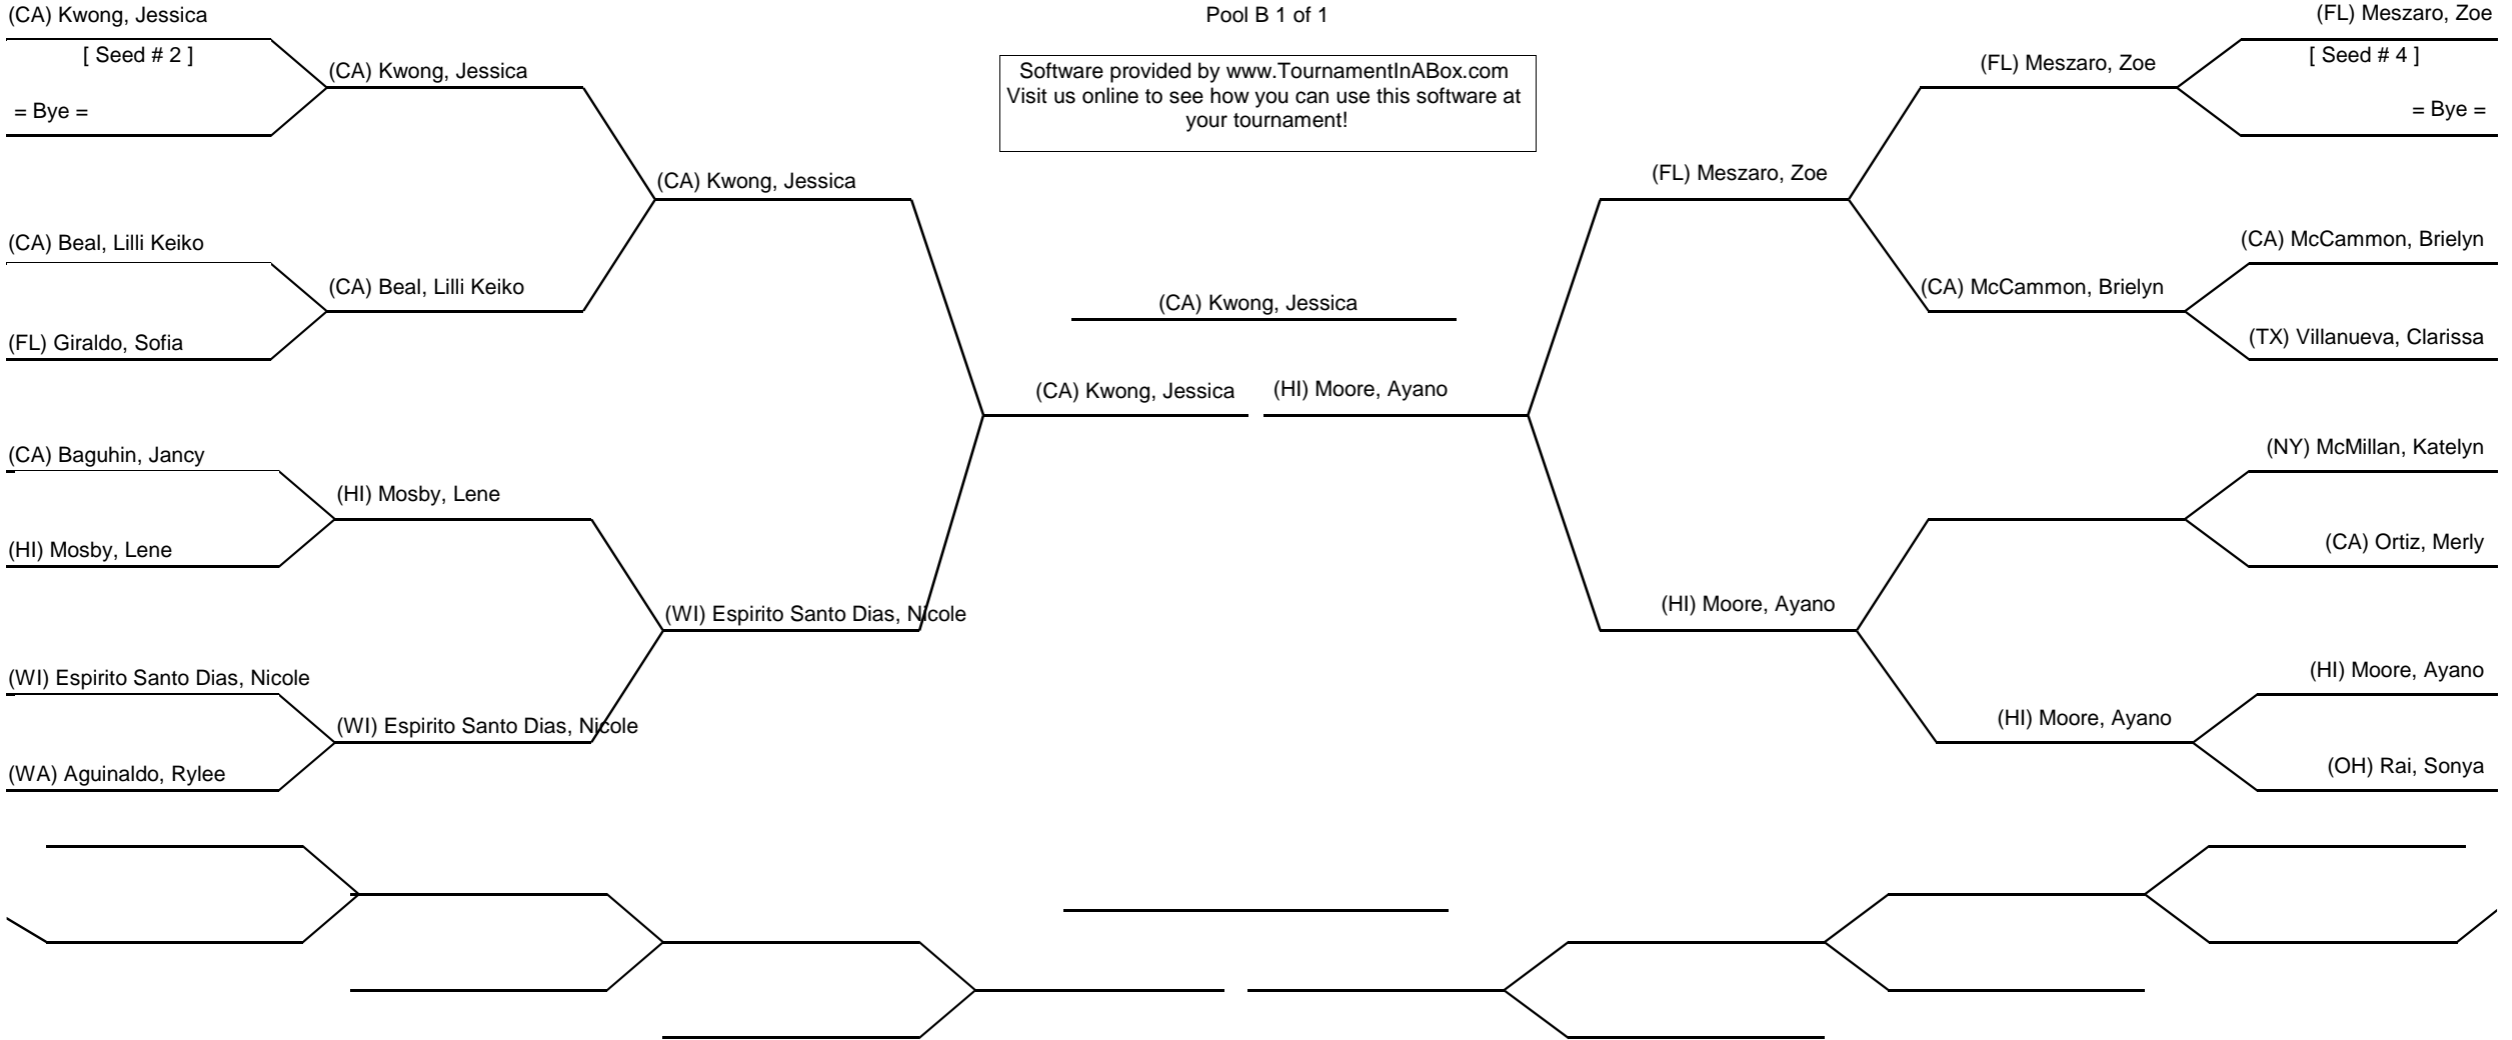 Pool B 1 of 1
Software provided by www.TournamentInABox.com
Visit us online to see how you can use this software at
your tournament!
(CA) Kwong, Jessica
[ Seed # 2 ]
= Bye =
(CA) Beal, Lilli Keiko
(FL) Giraldo, Sofia
(CA) Baguhin, Jancy
(HI) Mosby, Lene
(WI) Espirito Santo Dias, Nicole
(WA) Aguinaldo, Rylee
(CA) Kwong, Jessica
(CA) Beal, Lilli Keiko
(HI) Mosby, Lene
(WI) Espirito Santo Dias, Nicole
(CA) Kwong, Jessica
(WI) Espirito Santo Dias, Nicole
(CA) Kwong, Jessica
(CA) Kwong, Jessica
(HI) Moore, Ayano
(FL) Meszaro, Zoe
(HI) Moore, Ayano
(FL) Meszaro, Zoe
(CA) McCammon, Brielyn
(HI) Moore, Ayano
(FL) Meszaro, Zoe
[ Seed # 4 ]
= Bye =
(CA) McCammon, Brielyn
(TX) Villanueva, Clarissa
(NY) McMillan, Katelyn
(CA) Ortiz, Merly
(HI) Moore, Ayano
(OH) Rai, Sonya